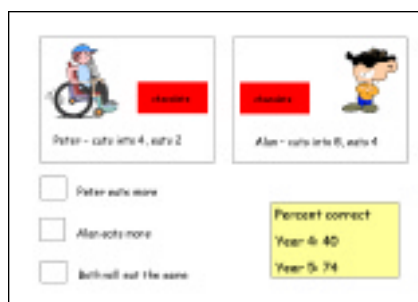 chocolate
chocolate
Peter - cuts into 4, eats 2
Alan - cuts into 8, eats 4
Peter eats more
Alan eats more
Both will eat the same
Percent correct
Year 4: 40
Year 5: 74